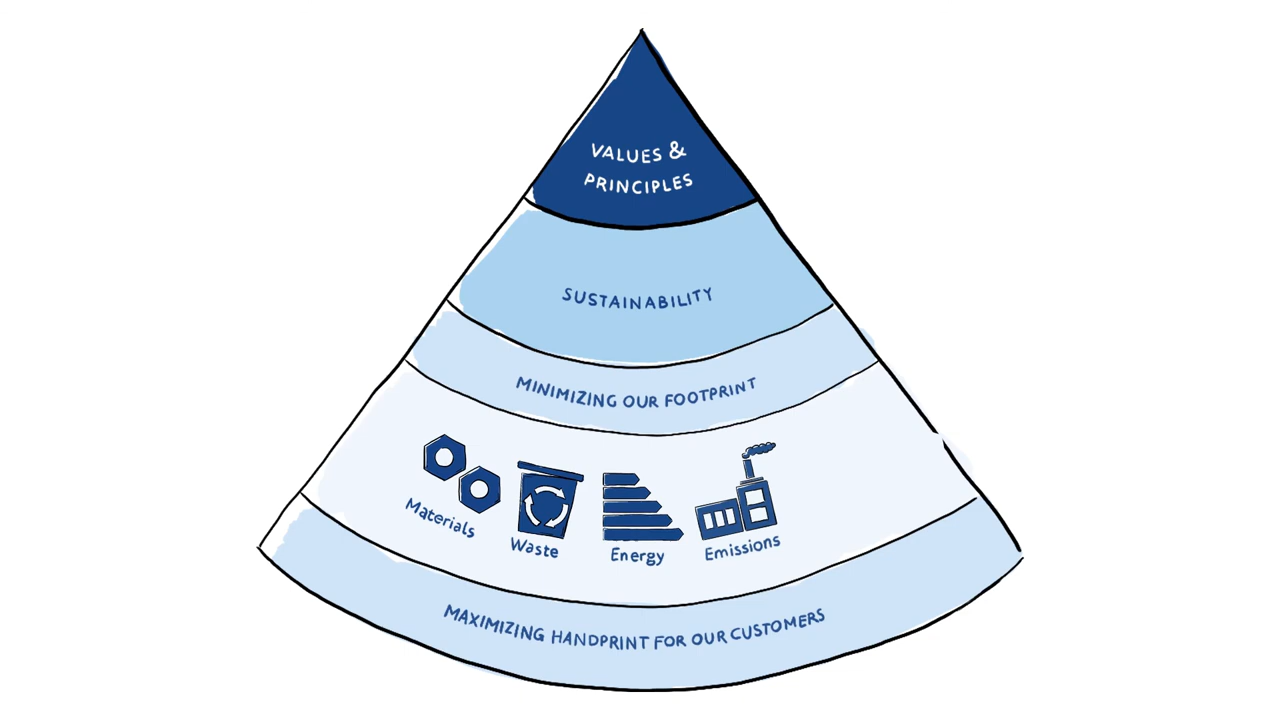 VALUES &
PRINCIPLES
SUSTAINABILITY
MINIMIZING OUR FOOTPRINT
Materials
Waste
Energy
Emissions
MAXIMIZING HANDPRINT FOR OUR CUSTOMERS